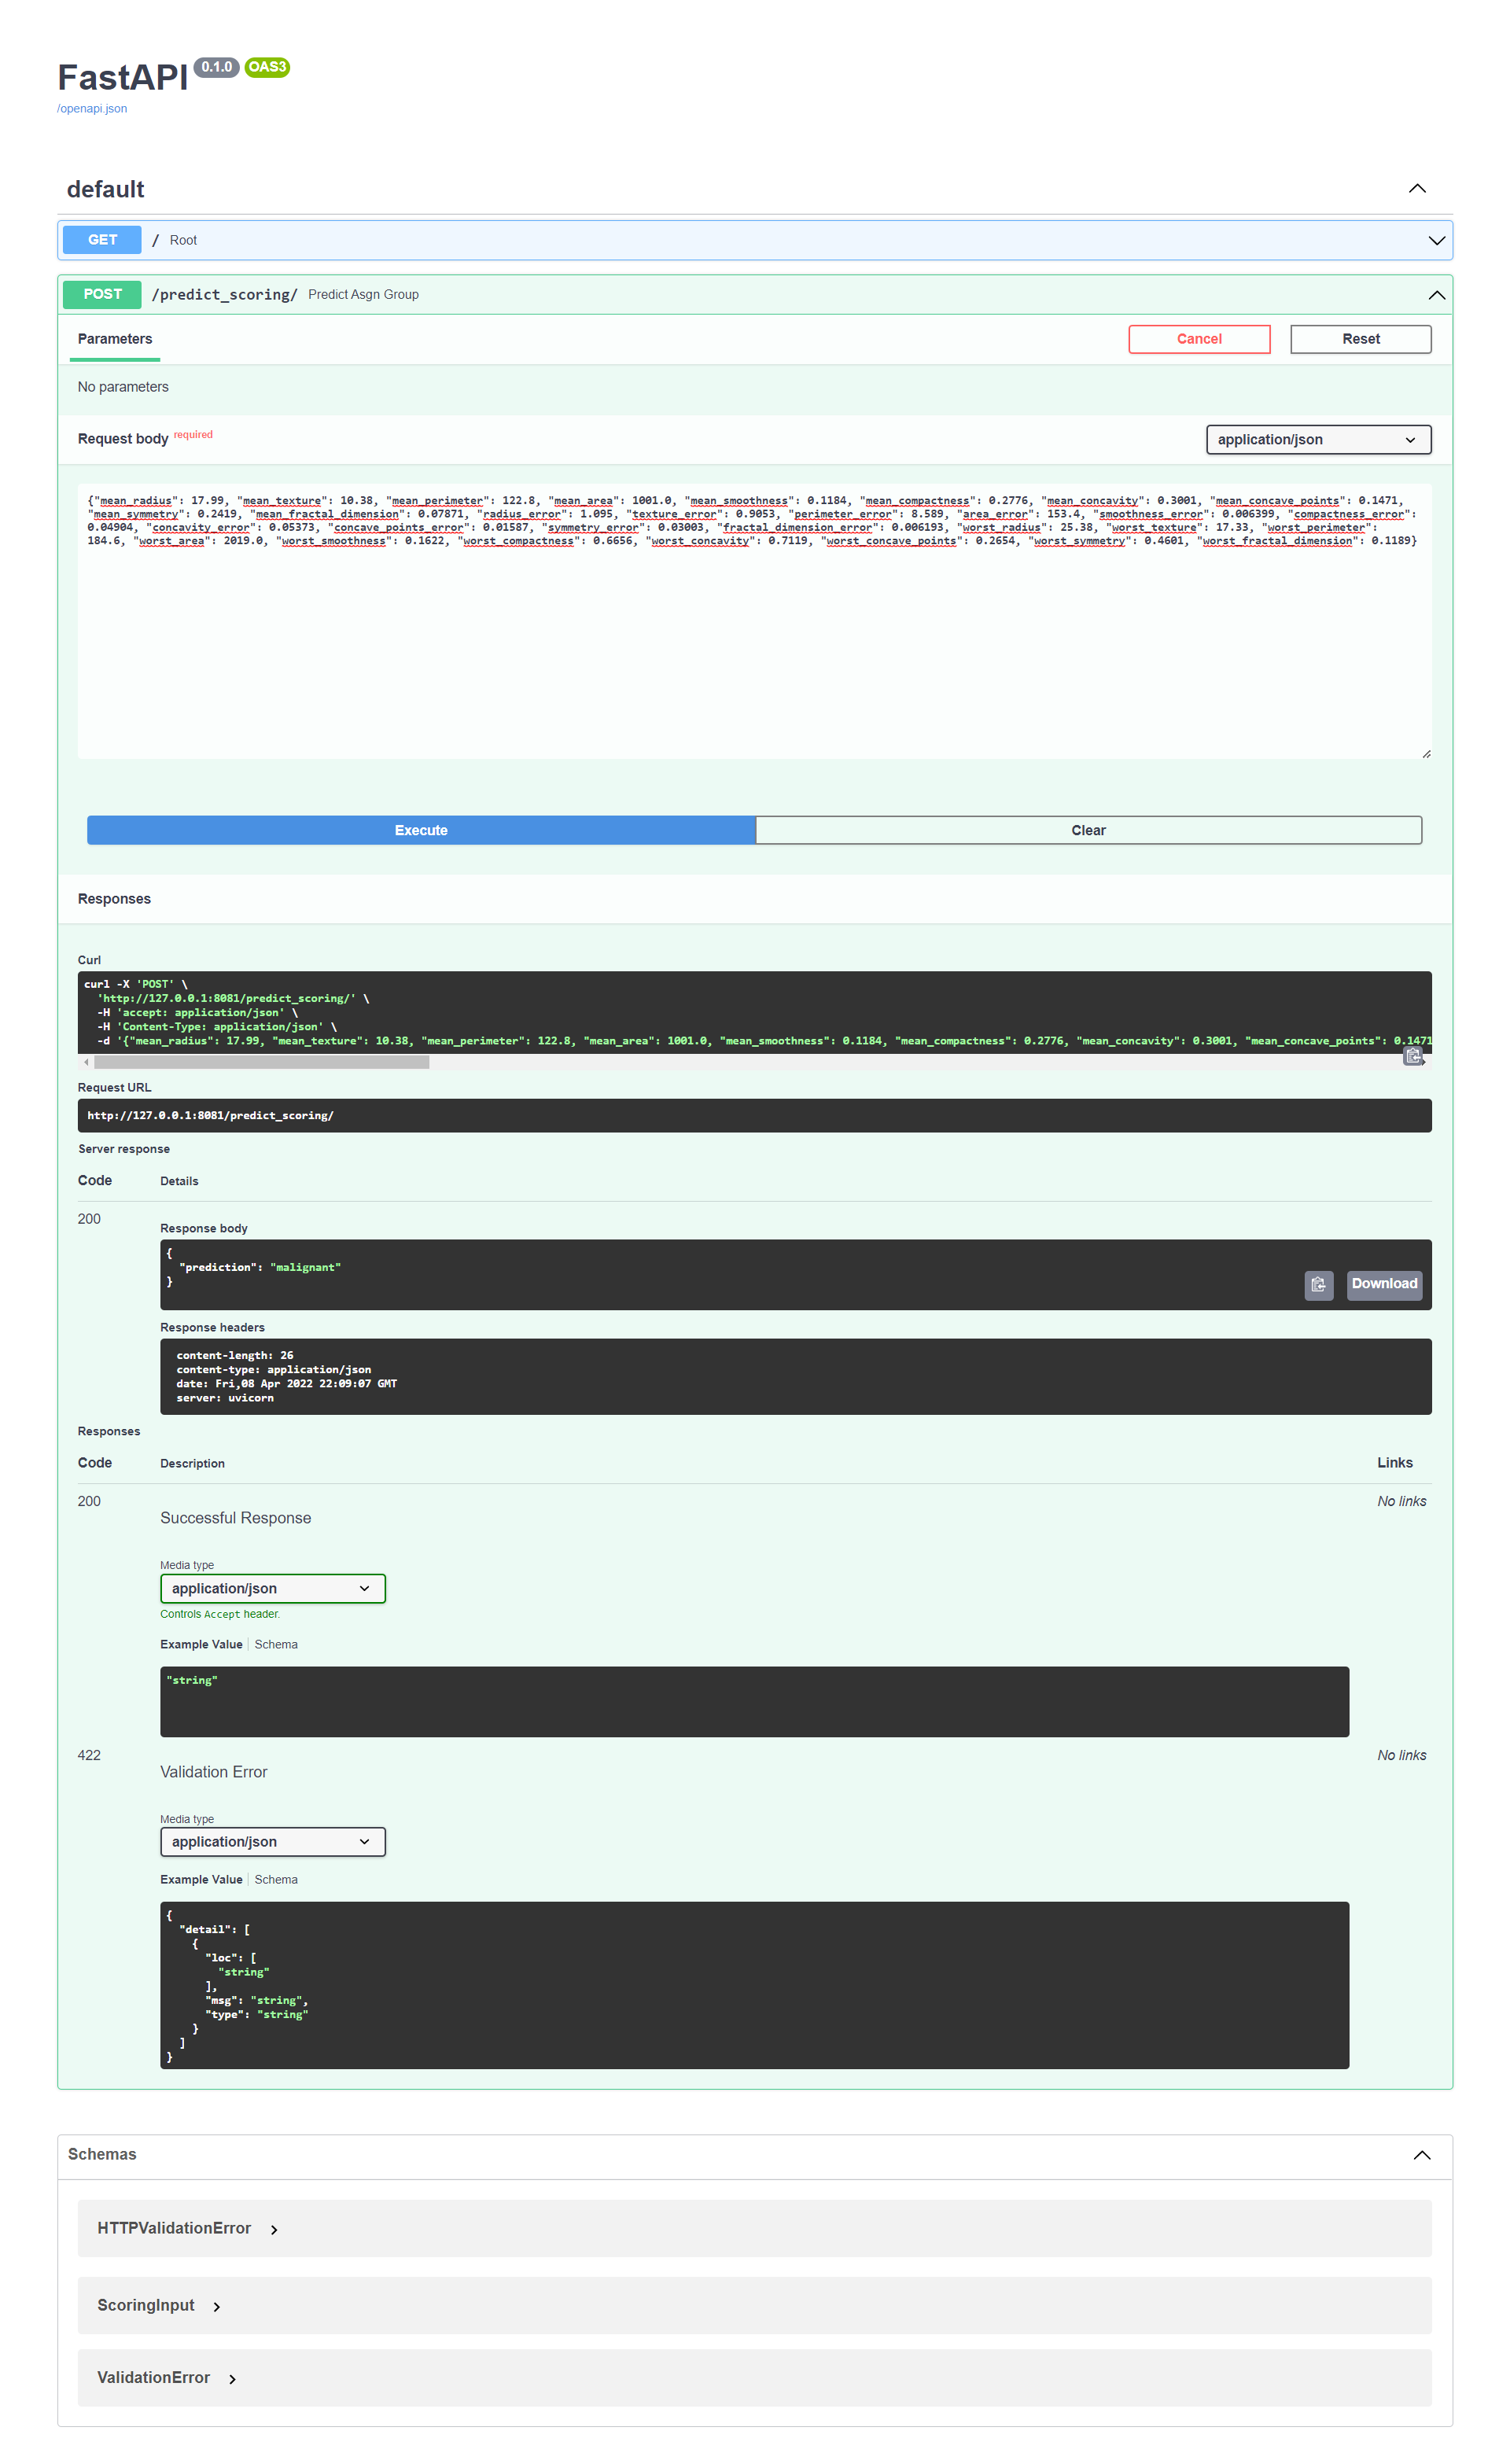 FastAPI 0.1.0 OAS3
/openapi.json
default
GET / Root
POST /predict_scoring/ Predict Asgn Group
Parameters Cancel Reset
No parameters
Request body required application/json
{"mean_radius": 17.99, "mean_texture": 10.38, "mean_perimeter": 122.8, "mean_area": 1001.0, "mean_smoothness": 0.1184, "mean_compactness": 0.2776, "mean_concavity": 0.3001, "mean_concave_points": 0.1471,
"mean_symmetry": 0.2419, "mean_fractal_dimension": 0.07871, "radius_error": 1.095, "texture_error": 0.9053, "perimeter_error": 8.589, "area_error": 153.4, "smoothness_error": 0.006399, "compactness_error":
0.04904, "concavity_error": 0.05373, "concave_points_error": 0.01587, "symmetry_error": 0.03003, "fractal_dimension_error": 0.006193, "worst_radius": 25.38, "worst_texture": 17.33, "worst_perimeter":
184.6, "worst_area": 2019.0, "worst_smoothness": 0.1622, "worst_compactness": 0.6656, "worst_concavity": 0.7119, "worst_concave_points": 0.2654, "worst_symmetry": 0.4601, "worst_fractal_dimension": 0.1189}
Execute Clear
Responses
Curl
curl -X 'POST' \
'http://127.0.0.1:8081/predict_scoring/' \
-H 'accept: application/json' \
-H 'Content-Type: application/json' \
-d '{"mean_radius": 17.99, "mean_texture": 10.38, "mean_perimeter": 122.8, "mean_area": 1001.0, "mean_smoothness": 0.1184, "mean_compactness": 0.2776, "mean_concavity": 0.3001, "mean_concave_points": 0.1471
Request URL
http://127.0.0.1:8081/predict_scoring/
Server response
Code Details
200
Response body
{
"prediction": "malignant"
}
Download
Response headers
content-length: 26
content-type: application/json
date: Fri,08 Apr 2022 22:09:07 GMT
server: uvicorn
Responses
Code Description Links
200 No links
Successful Response
Media type
application/json
Controls Accept header.
Example Value Schema
"string"
422 No links
Validation Error
Media type
application/json
Example Value Schema
{
"detail": [
{
"loc": [
"string"
],
"msg": "string",
"type": "string"
}
]
}
Schemas
HTTPValidationError
ScoringInput
ValidationError